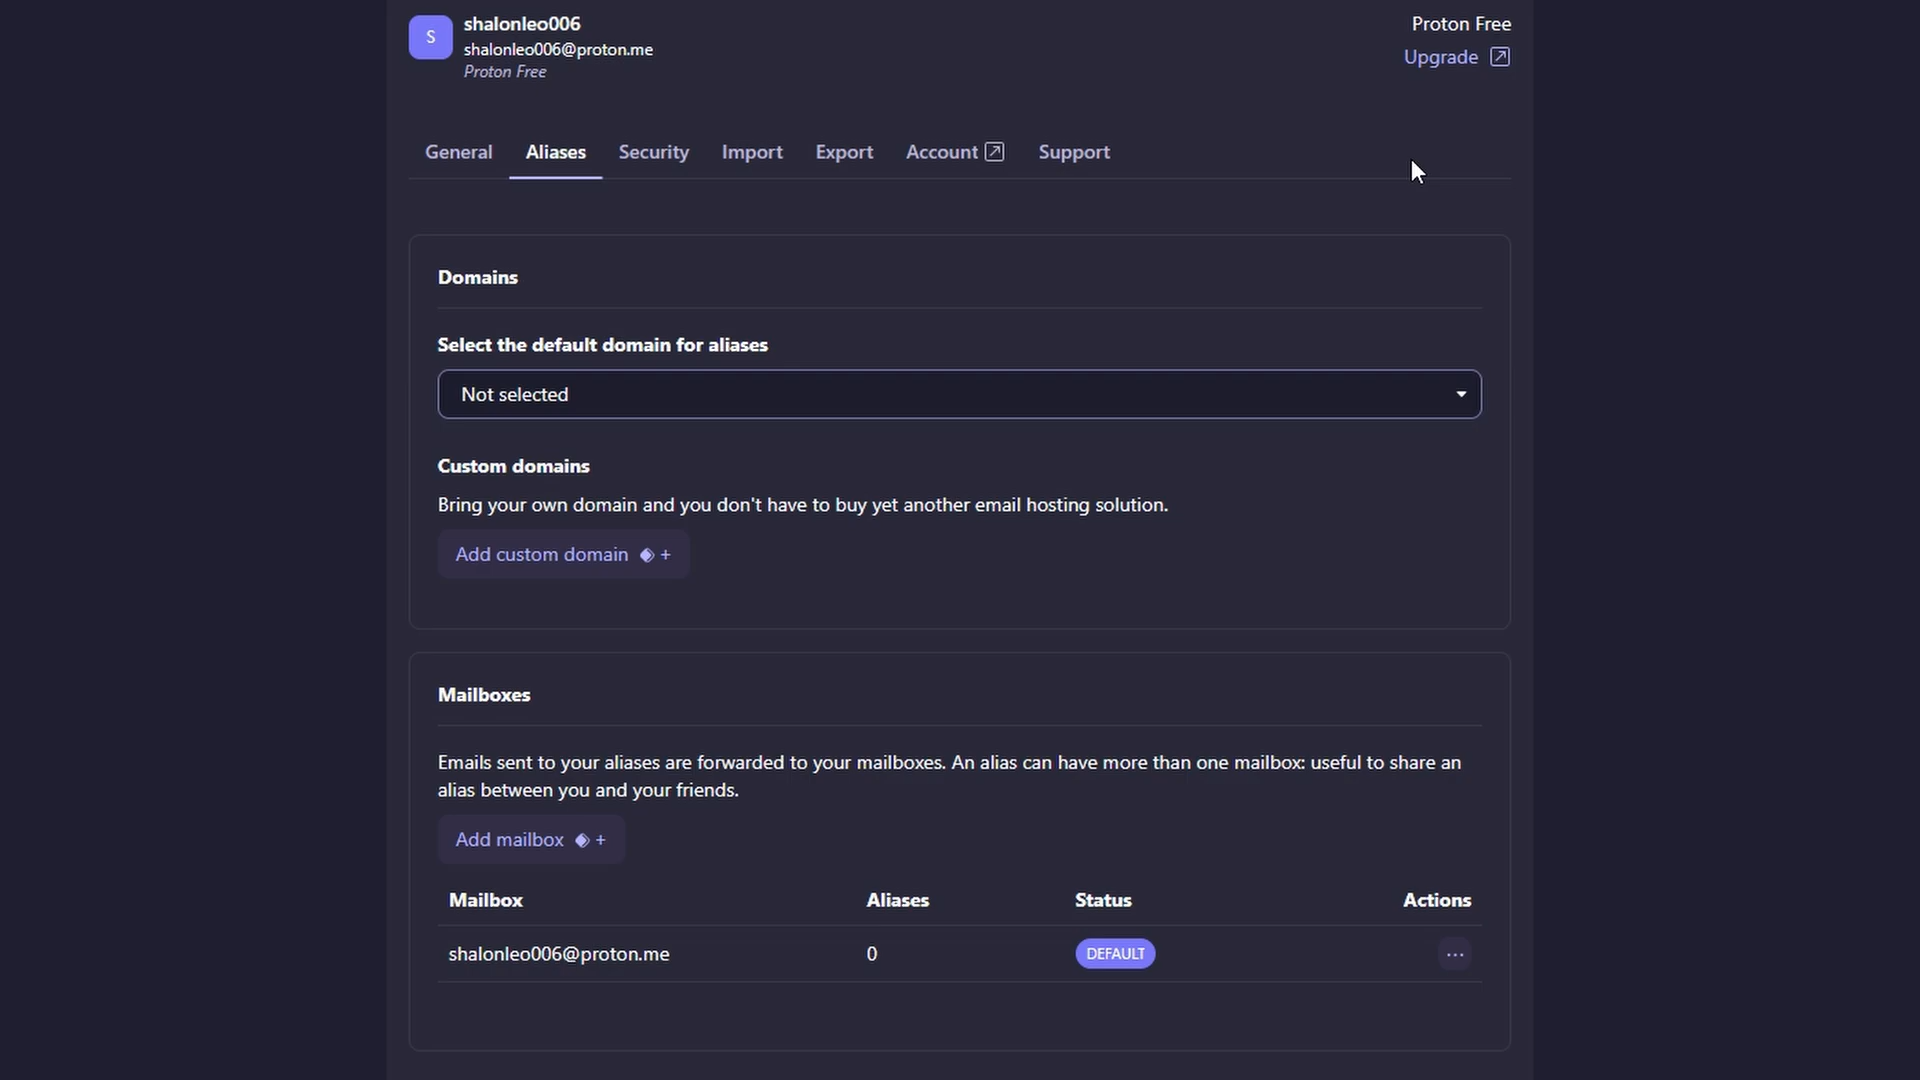 S
shalonleo006
shalonleo006@proton.me
Proton Free
Proton Free
Upgrade
General Aliases Security Import Export Account Support
Domains
Select the default domain for aliases
Not selected
Custom domains
Bring your own domain and you don't have to buy yet another email hosting solution.
Add custom domain +
Mailboxes
Emails sent to your aliases are forwarded to your mailboxes. An alias can have more than one mailbox: useful to share an
alias between you and your friends.
Add mailbox +
Mailbox Aliases Status Actions
shalonleo006@proton.me 0 DEFAULT ...